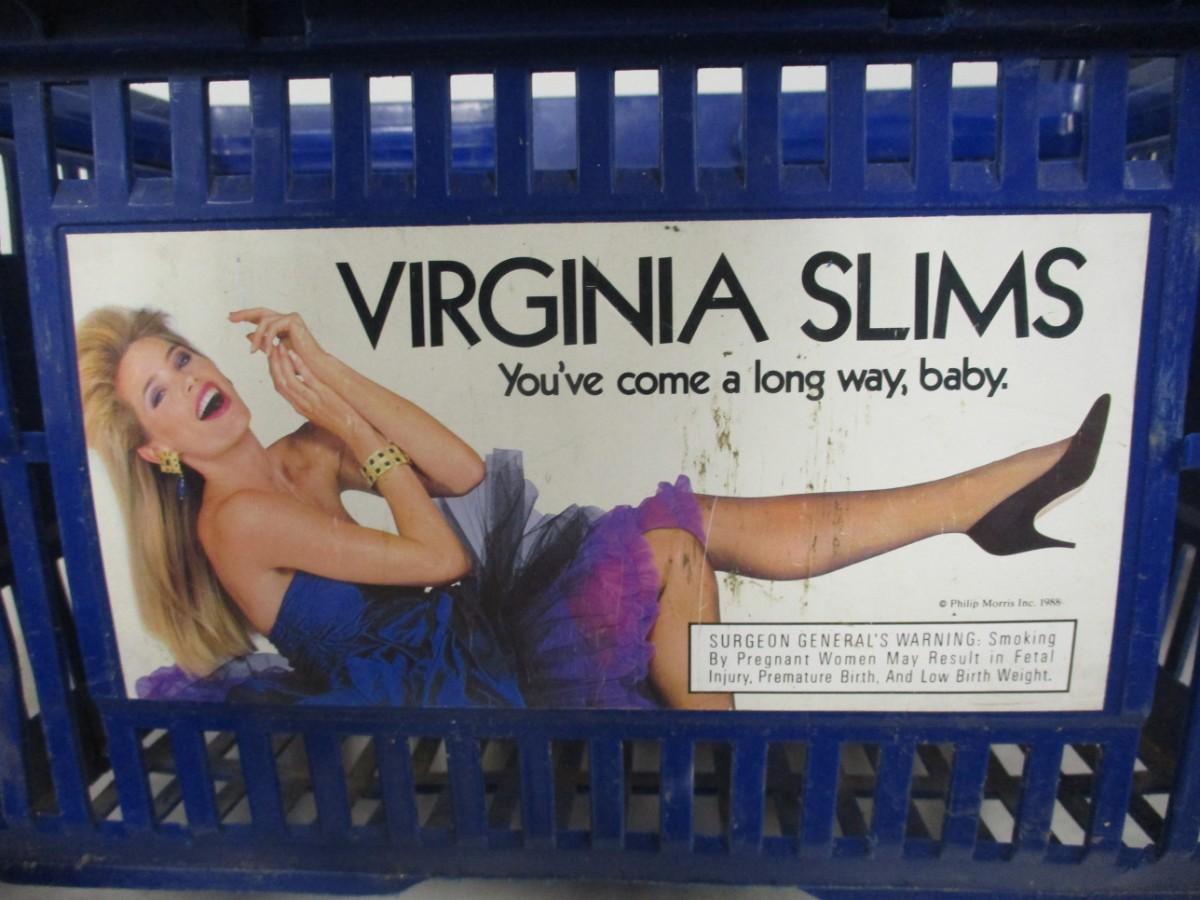 VIRGINIA SLIMS
You've come a long way, baby.
© Philip Morris Inc. 1988
SURGEON GENERAL'S WARNING: Smoking
By Pregnant Women May Result in Fetal
Injury, Premature Birth, And Low Birth Weight.